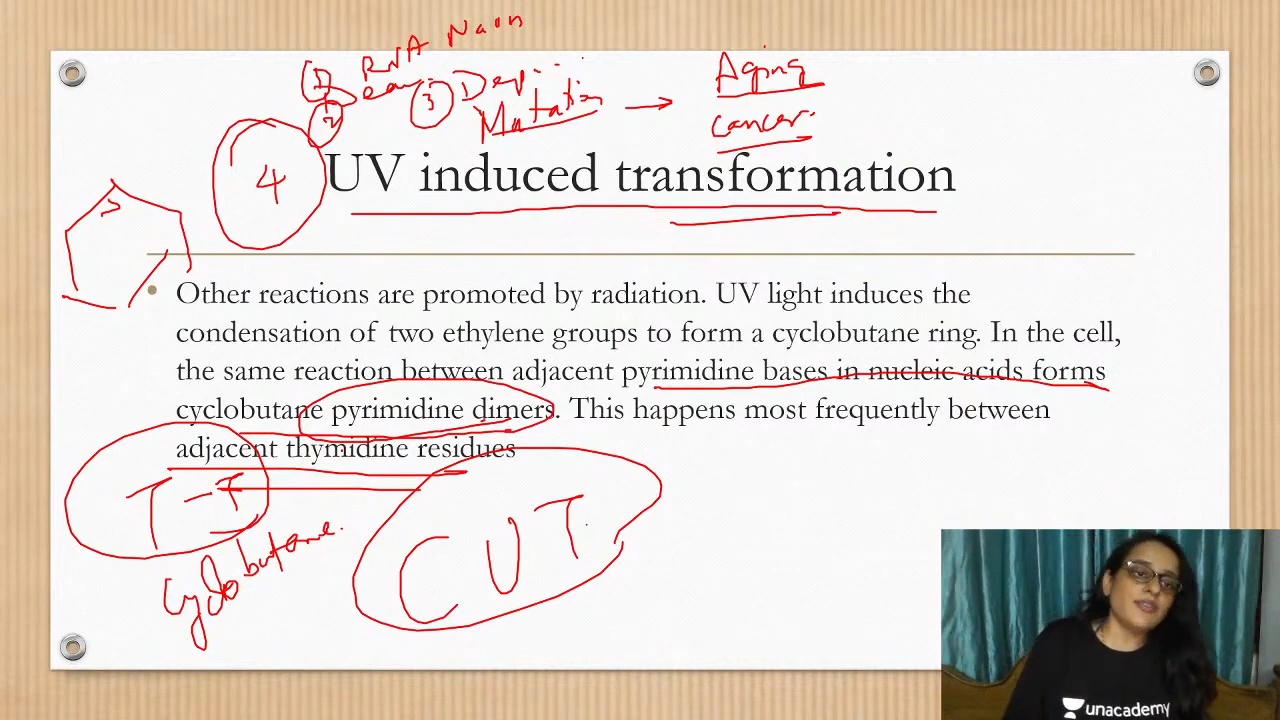 RNA
③
Mutation → Aging
cancer.
4
UV induced transformation
• Other reactions are promoted by radiation. UV light induces the
condensation of two ethylene groups to form a cyclobutane ring. In the cell,
the same reaction between adjacent pyrimidine bases in nucleic acids forms
cyclobutane pyrimidine dimers. This happens most frequently between
adjacent thymidine residues
T-T
CUT
cyclobutane.
unacademy